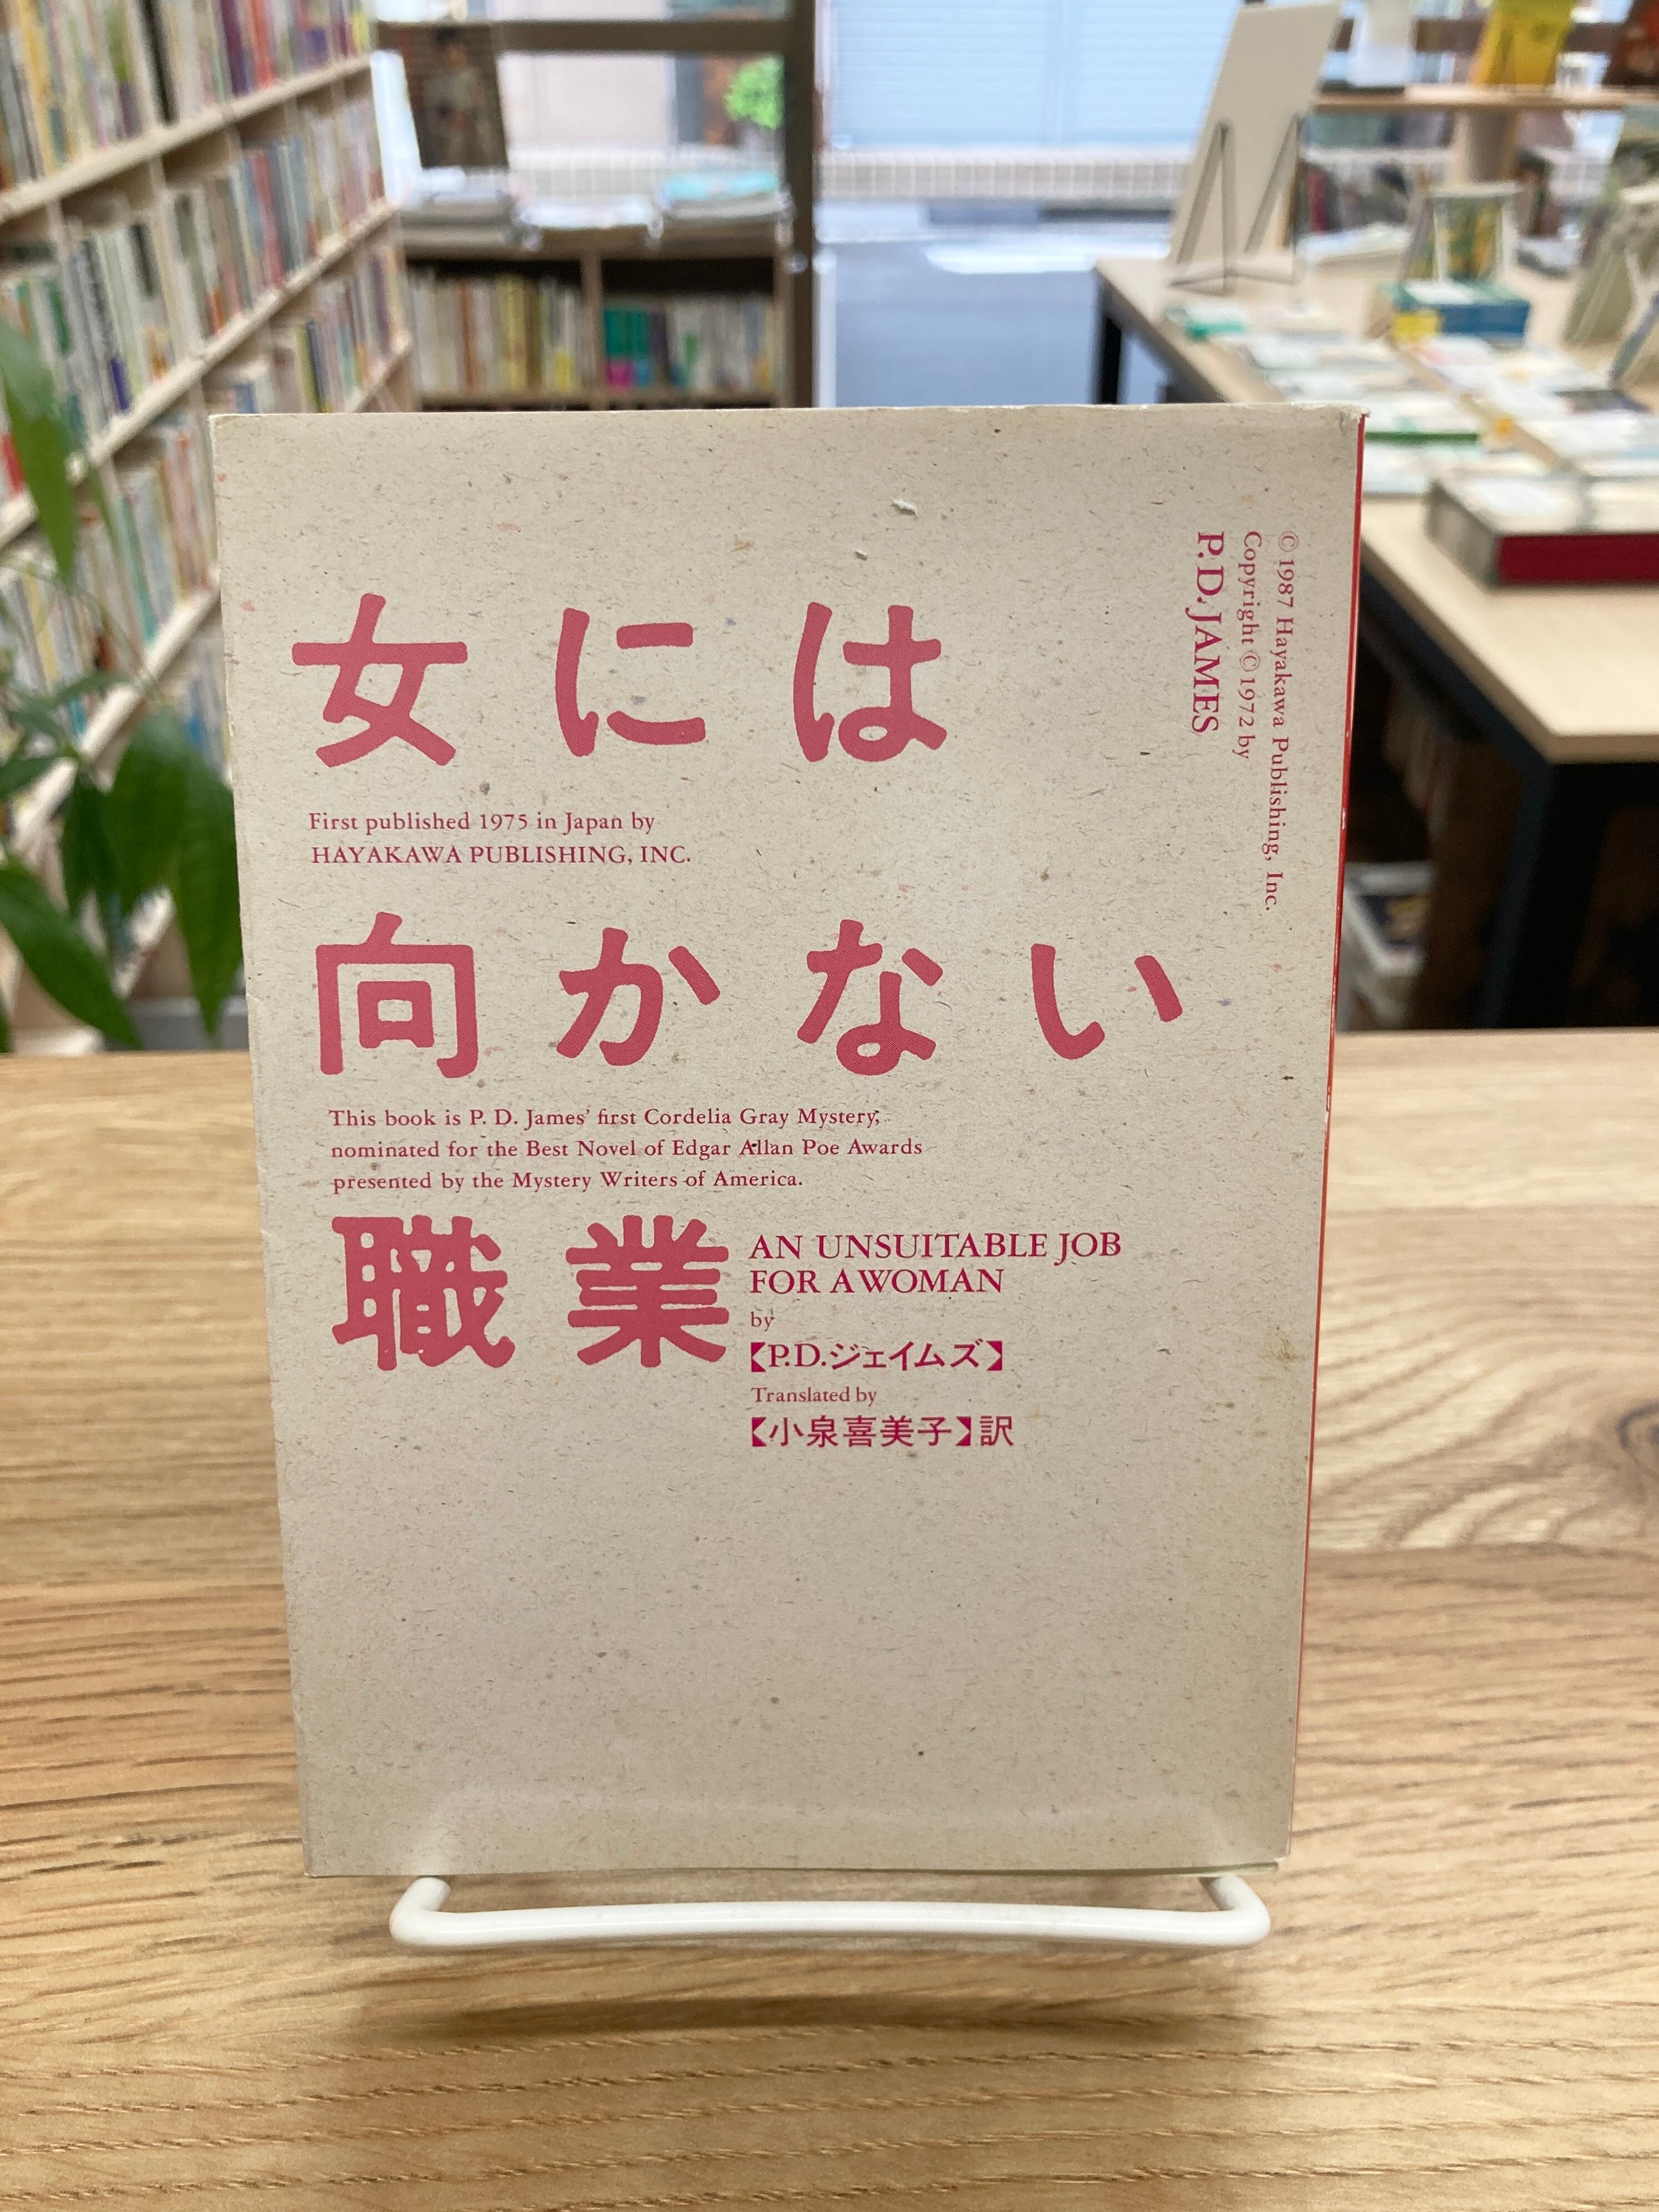 © 1987 Hayakawa Publishing, Inc.
Copyright © 1972 by
P. D. JAMES
女には
First published 1975 in Japan by
HAYAKAWA PUBLISHING, INC.
向かない
This book is P. D. James' first Cordelia Gray Mystery,
nominated for the Best Novel of Edgar Allan Poe Awards
presented by the Mystery Writers of America.
職業
AN UNSUITABLE JOB
FOR A WOMAN
by
【P.D.ジェイムズ】
Translated by
【小泉喜美子】訳